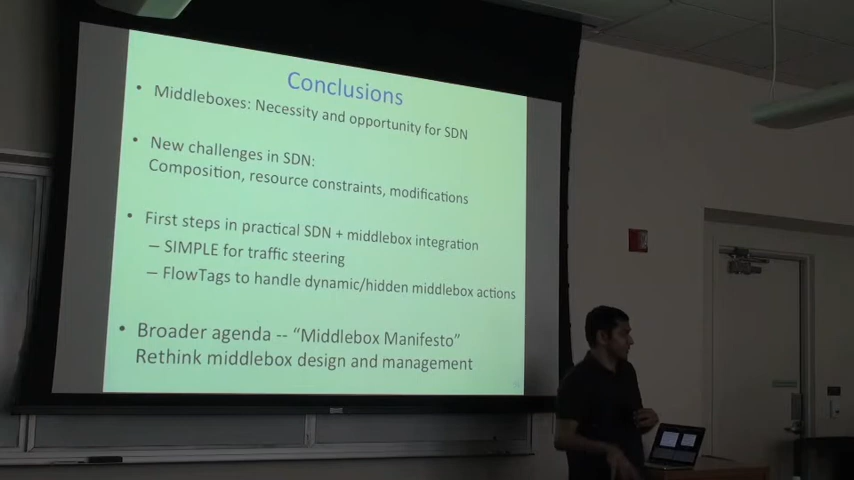 Conclusions
• Middleboxes: Necessity and opportunity for SDN
• New challenges in SDN:
Composition, resource constraints, modifications
• First steps in practical SDN + middlebox integration
– SIMPLE for traffic steering
– FlowTags to handle dynamic/hidden middlebox actions
• Broader agenda -- “Middlebox Manifesto”
Rethink middlebox design and management